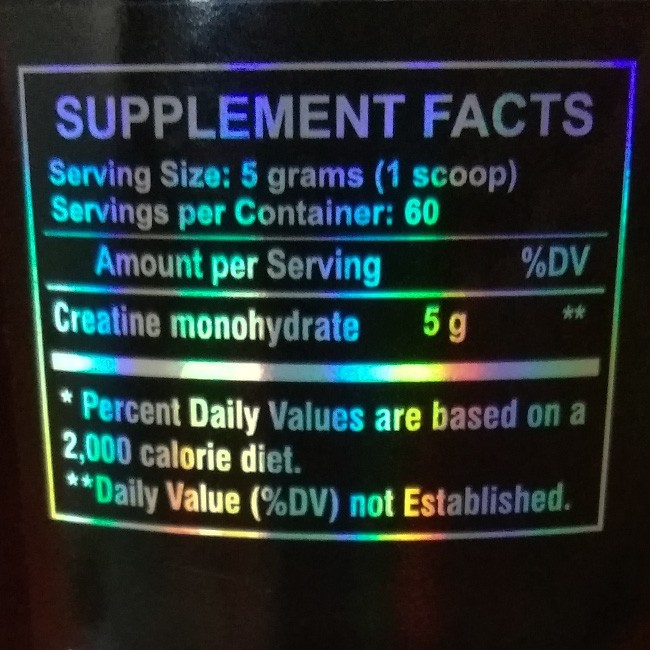 SUPPLEMENT FACTS
Serving Size: 5 grams (1 scoop)
Servings per Container: 60
Amount per Serving %DV
Creatine monohydrate 5 g **
* Percent Daily Values are based on a
2,000 calorie diet.
**Daily Value (%DV) not Established.